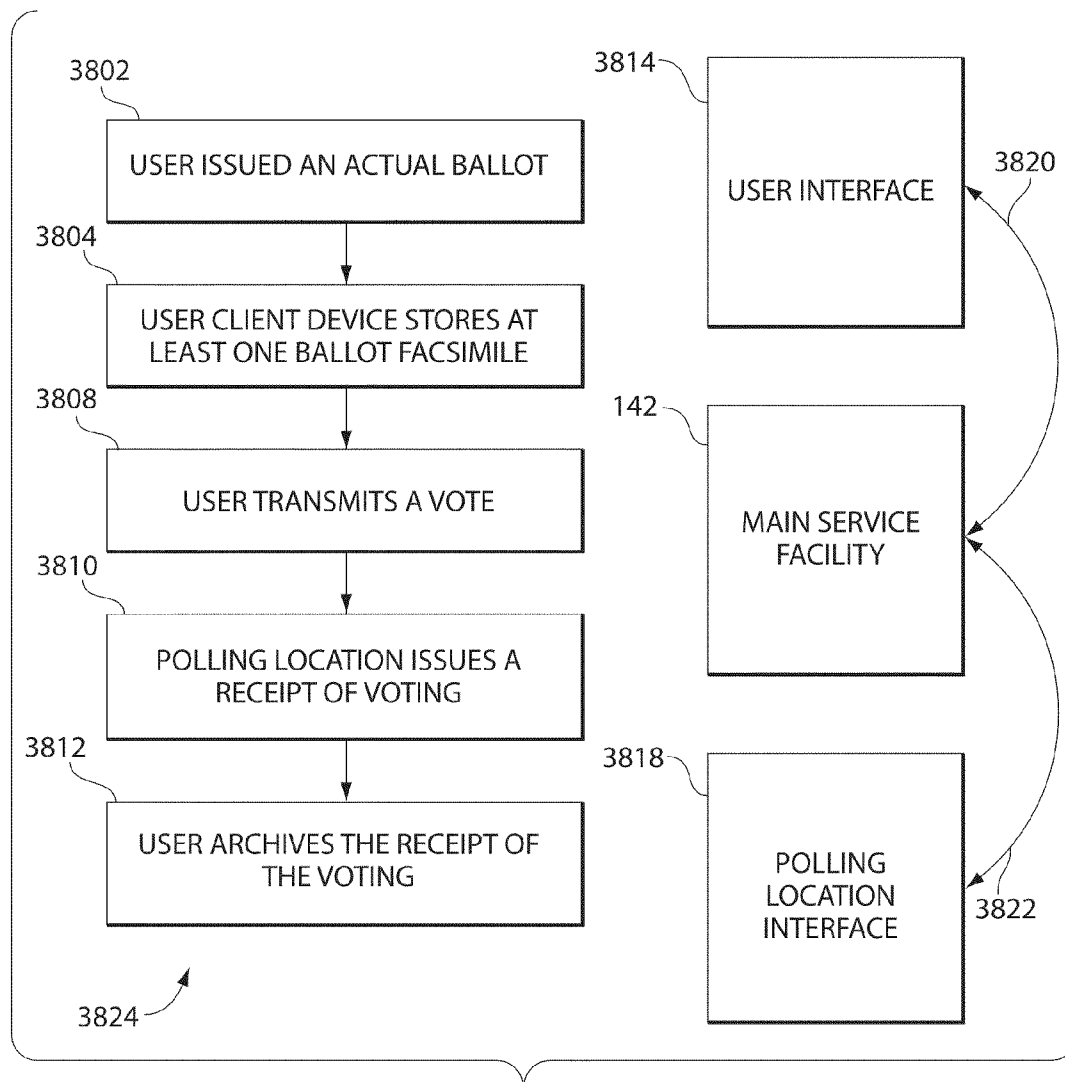 3802
USER ISSUED AN ACTUAL BALLOT
3804
USER CLIENT DEVICE STORES AT
LEAST ONE BALLOT FACSIMILE
3808
USER TRANSMITS A VOTE
3810
POLLING LOCATION ISSUES A
RECEIPT OF VOTING
3812
USER ARCHIVES THE RECEIPT OF
THE VOTING
3824
3814
USER INTERFACE
3820
142
MAIN SERVICE
FACILITY
3818
POLLING
LOCATION
INTERFACE
3822